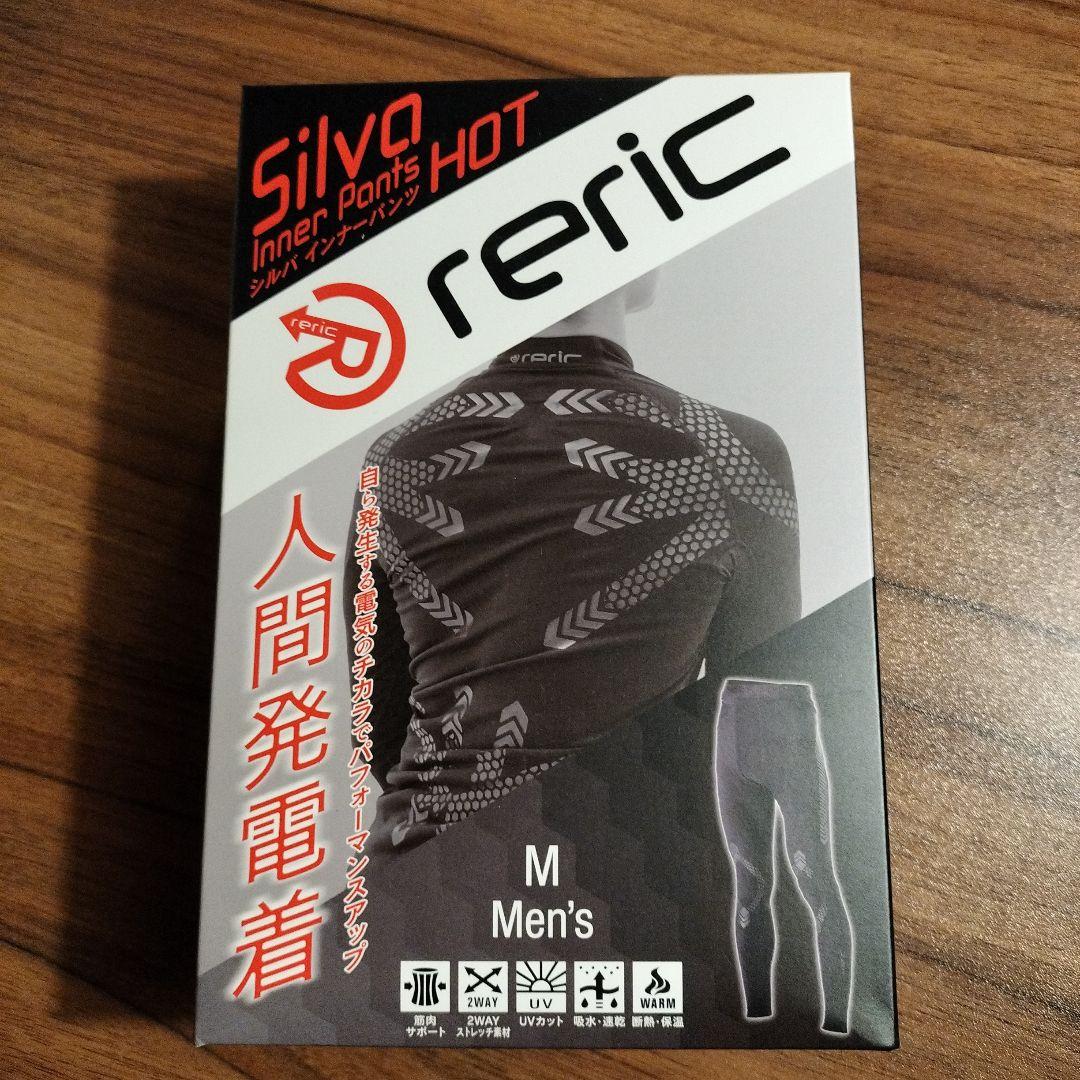 Silva
Inner Pants HOT
シルバ インナーパンツ
reric
reric
R
reric
自ら発生する電気のチカラでパフォーマンスアップ
人間発電着
M
Men's
2WAY
UV
WARM
筋肉
サポート
2WAY
ストレッチ素材
UVカット
吸水・速乾
断熱・保温